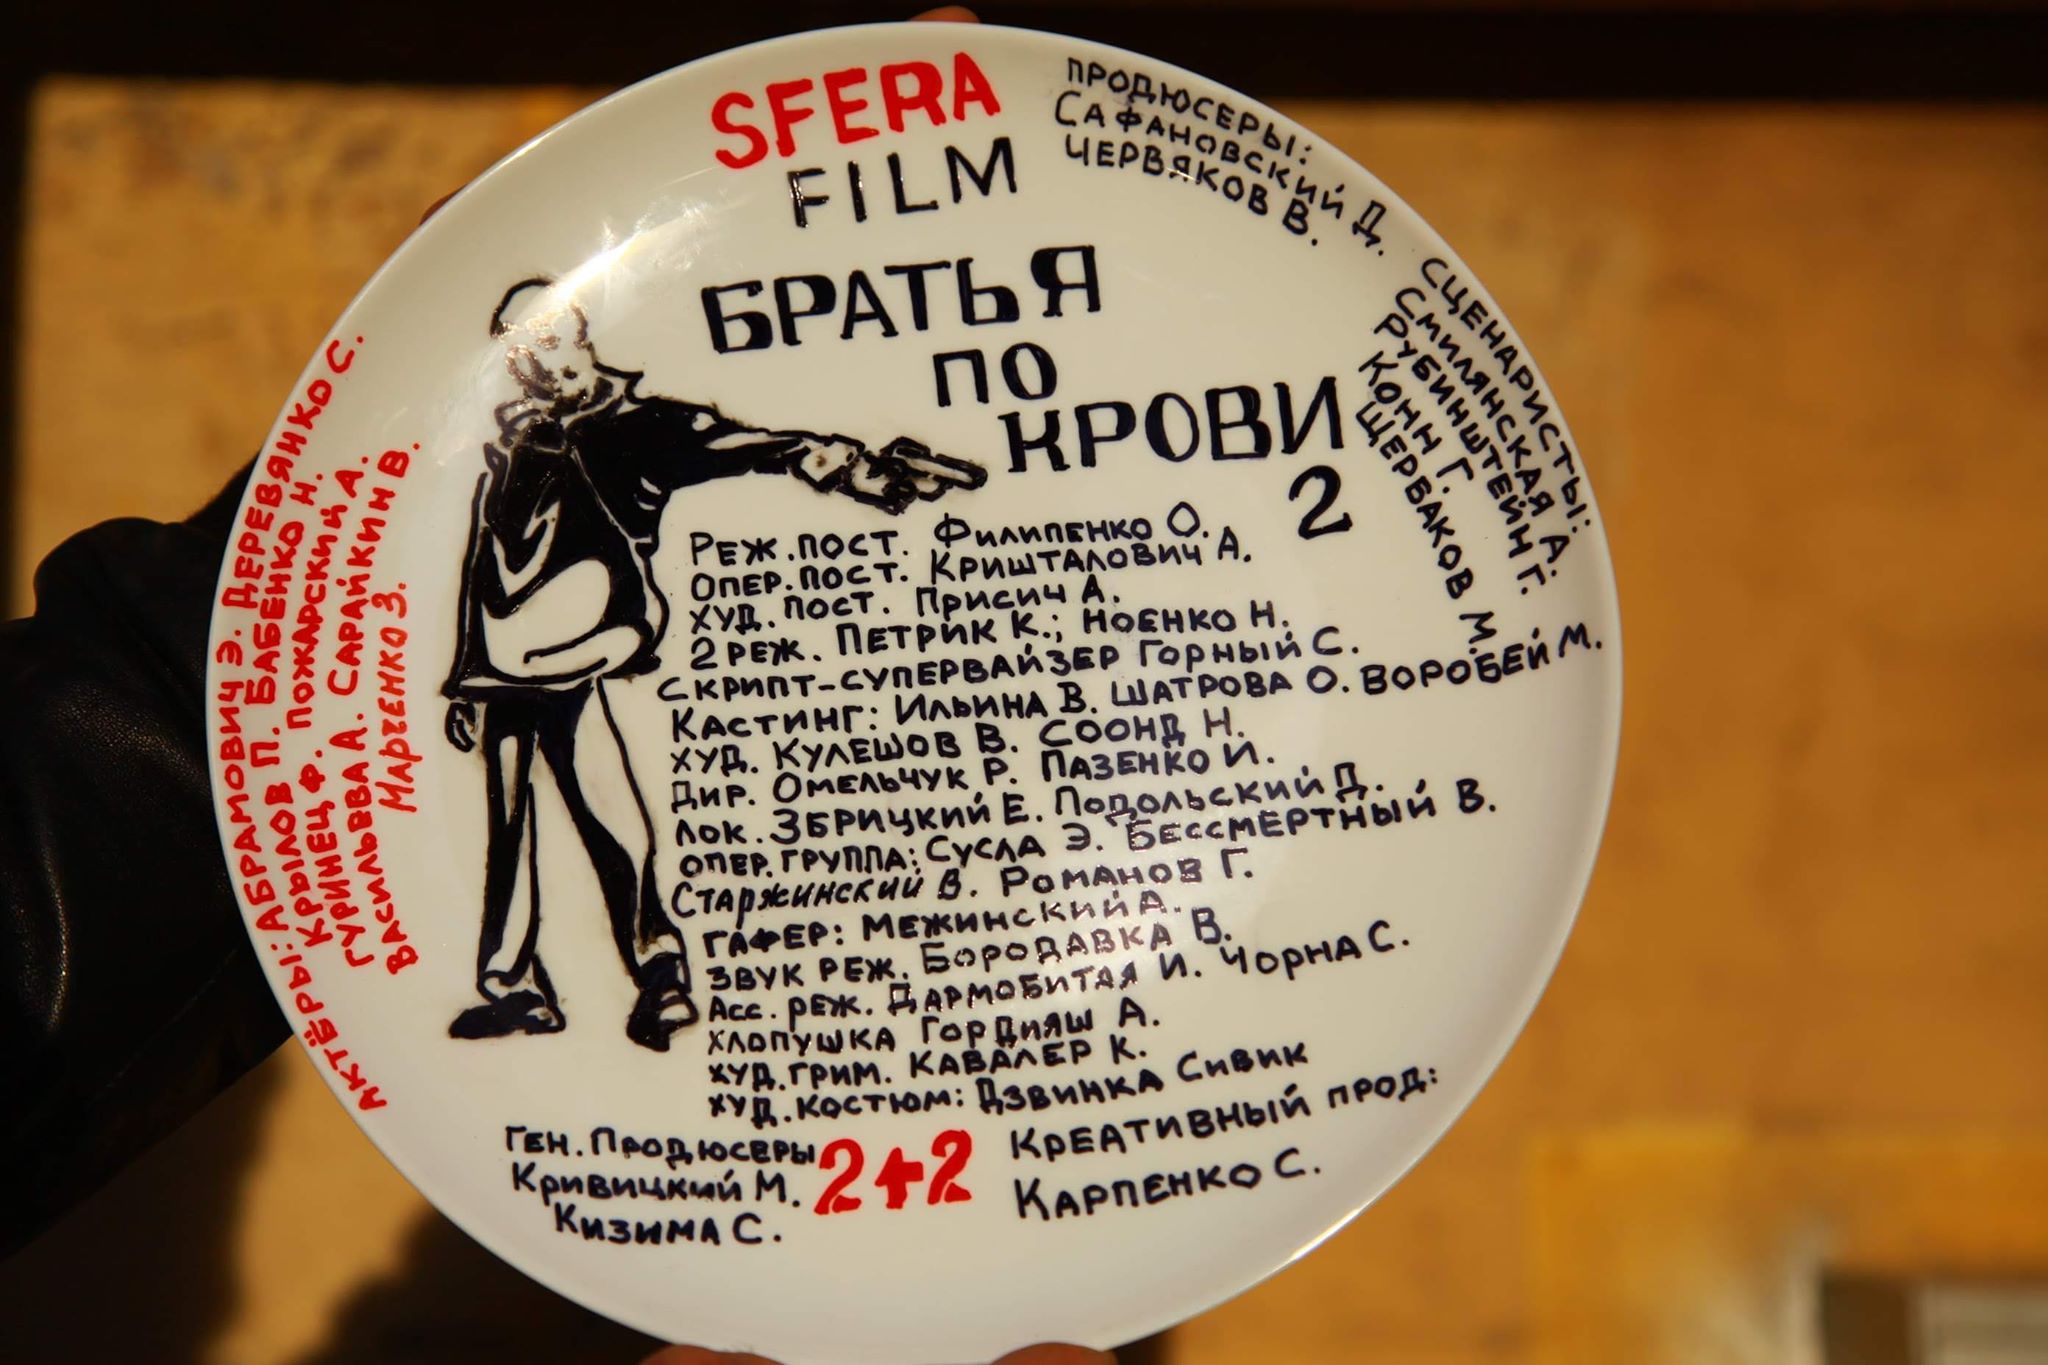 SFERA
FILM
БРАТЬЯ
ПО
КРОВИ
2
ПРОДЮСЕРЫ:
САФАНОВСКИЙ Д.
ЧЕРВЯКОВ В.
СЦЕНАРИСТЫ:
СМИЛЯНСКАЯ А.
РУБИНШТЕЙН Г.
КОНН Г.
ЩЕРБАКОВ М.
АКТЁРЫ: АБРАМОВИЧ Э. ДЕРЕВЯНКО С.
КРЫЛОВ П. БАБЕНКО Н.
КРИНЕЦ Ф. ПОЖАРСКИЙ А.
ГУРИНЕЦ А. САРАЙКИН В.
ВАСИЛЬЕВА А.
Марченко З.
РЕЖ.ПОСТ. ФИЛИПЕНКО О.
ОПЕР.ПОСТ. КРИШТАЛОВИЧ А.
ХУД. ПОСТ. ПРИСИЧ А.
2 РЕЖ. ПЕТРИК К.; НОЕНКО Н.
СКРИПТ-СУПЕРВАЙЗЕР ГОРНЫЙ С.
КАСТИНГ: ИЛЬИНА В. ШАТРОВА О. ВОРОБЕЙ М.
ХУД. КУЛЕШОВ В. СООНД Н.
ДИР. ОМЕЛЬЧУК Р. ПАЗЕНКО И.
ЛОК. ЗБРИЦКИЙ Е. ПОДОЛЬСКИЙ Д.
ОПЕР.ГРУППА: СУСЛА Э. БЕССМЕРТНЫЙ В.
СТАРЖИНСКИЙ В. РОМАНОВ Г.
ГАФЕР: МЕЖИНСКИЙ А.
ЗВУК РЕЖ. БОРОДАВКА В.
АСС. РЕЖ. ДАРМОБИТАЯ И. ЧОРНА С.
ХЛОПУШКА ГОРДИЯШ А.
ХУД.ГРИМ. КАВАЛЕР К.
ХУД.КОСТЮМ: ДЗВИНКА СИВИК
ГЕН. ПРОДЮСЕРЫ
КРИВИЦКИЙ М.
КИЗИМА С.
2+2
КРЕАТИВНЫЙ ПРОД:
КАРПЕНКО С.